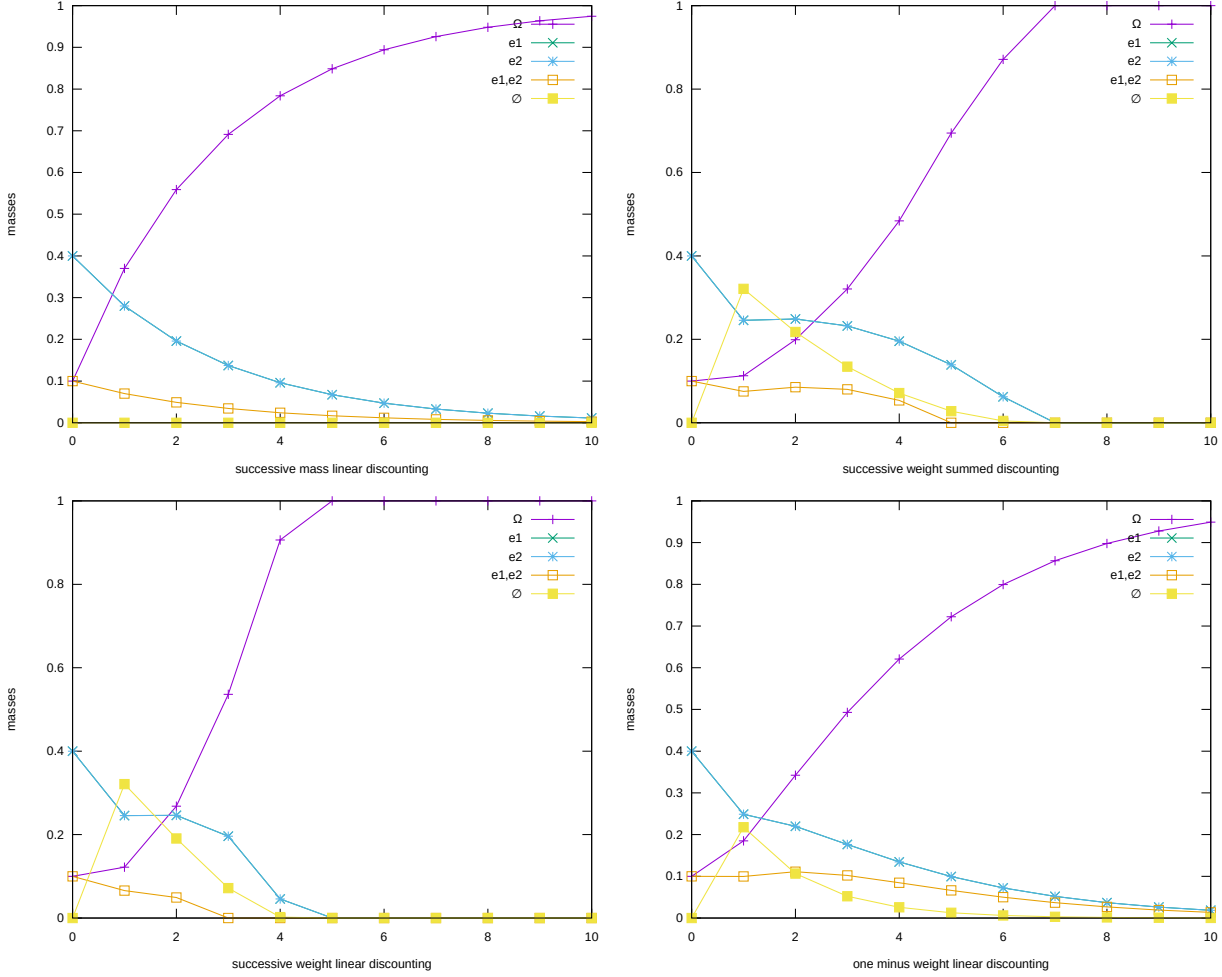 1
0.9
0.8
0.7
0.6
0.5
0.4
0.3
0.2
0.1
0
0 2 4 6 8 10
masses
successive mass linear discounting
Ω
e1
e2
e1,e2
∅
1
0.8
0.6
0.4
0.2
0
0 2 4 6 8 10
masses
successive weight summed discounting
Ω
e1
e2
e1,e2
∅
1
0.8
0.6
0.4
0.2
0
0 2 4 6 8 10
masses
successive weight linear discounting
Ω
e1
e2
e1,e2
∅
1
0.9
0.8
0.7
0.6
0.5
0.4
0.3
0.2
0.1
0
0 2 4 6 8 10
masses
one minus weight linear discounting
Ω
e1
e2
e1,e2
∅